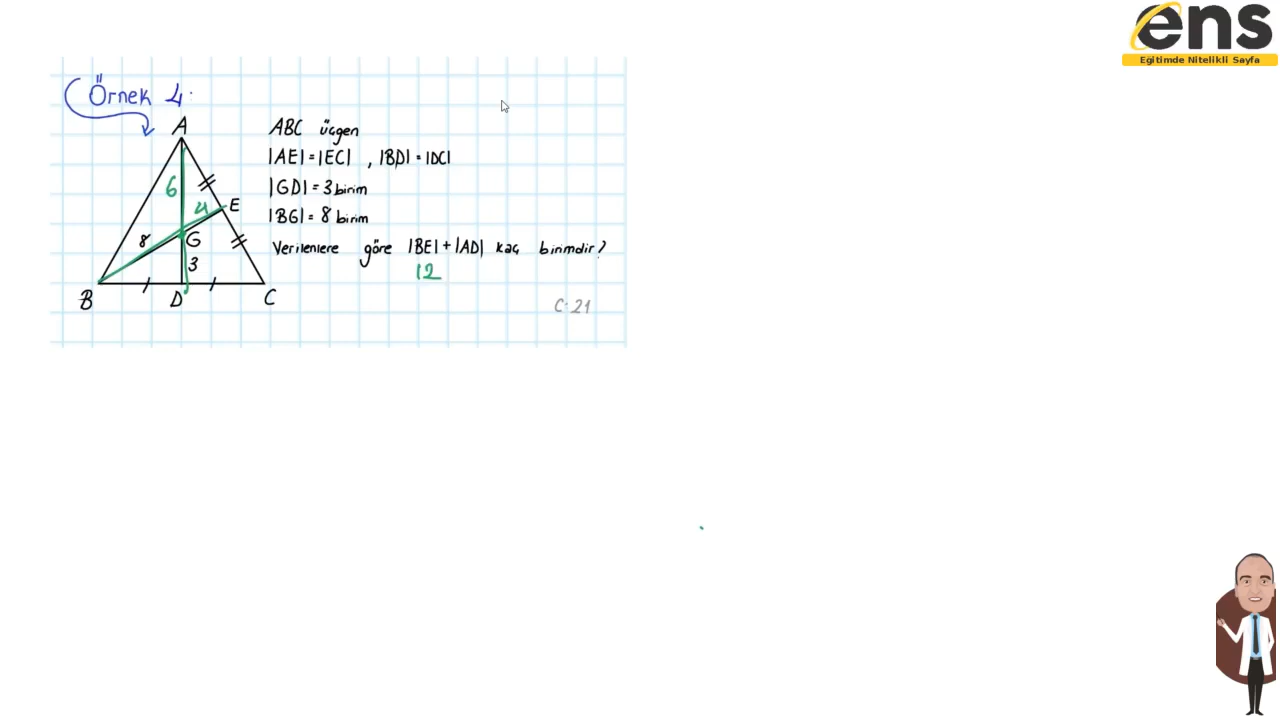 ens
Eğitimde Nitelikli Sayfa
Örnek 4.
ABC üçgen
|AE| = |EC| , |BD| = |DC|
|GD| = 3 birim
|BG| = 8 birim
Verilenlere göre |BE| + |AD| kaç birimdir?
12
C: 21
A
6
4
E
8
G
3
B
D
C